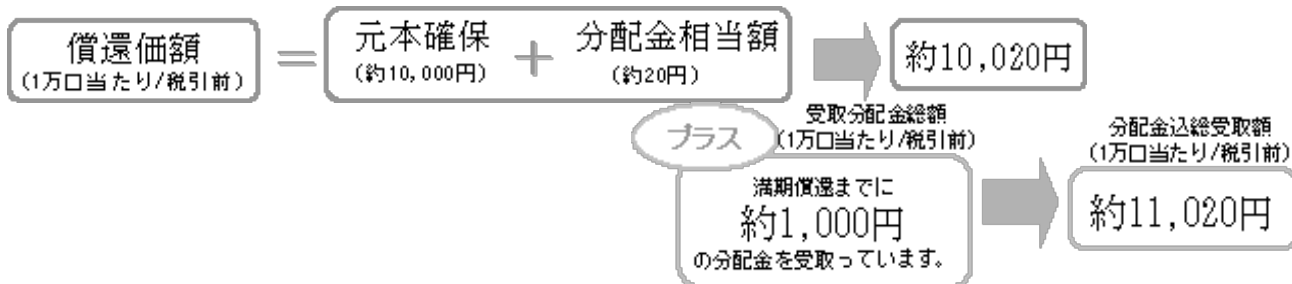 償還価額
(1万口当たり/税引前)
=
元本確保
(約10,000円)
+
分配金相当額
(約20円)
約10,020円
プラス
受取分配金総額
(1万口当たり/税引前)
満期償還までに
約1,000円
の分配金を受取っています。
分配金込総受取額
(1万口当たり/税引前)
約11,020円